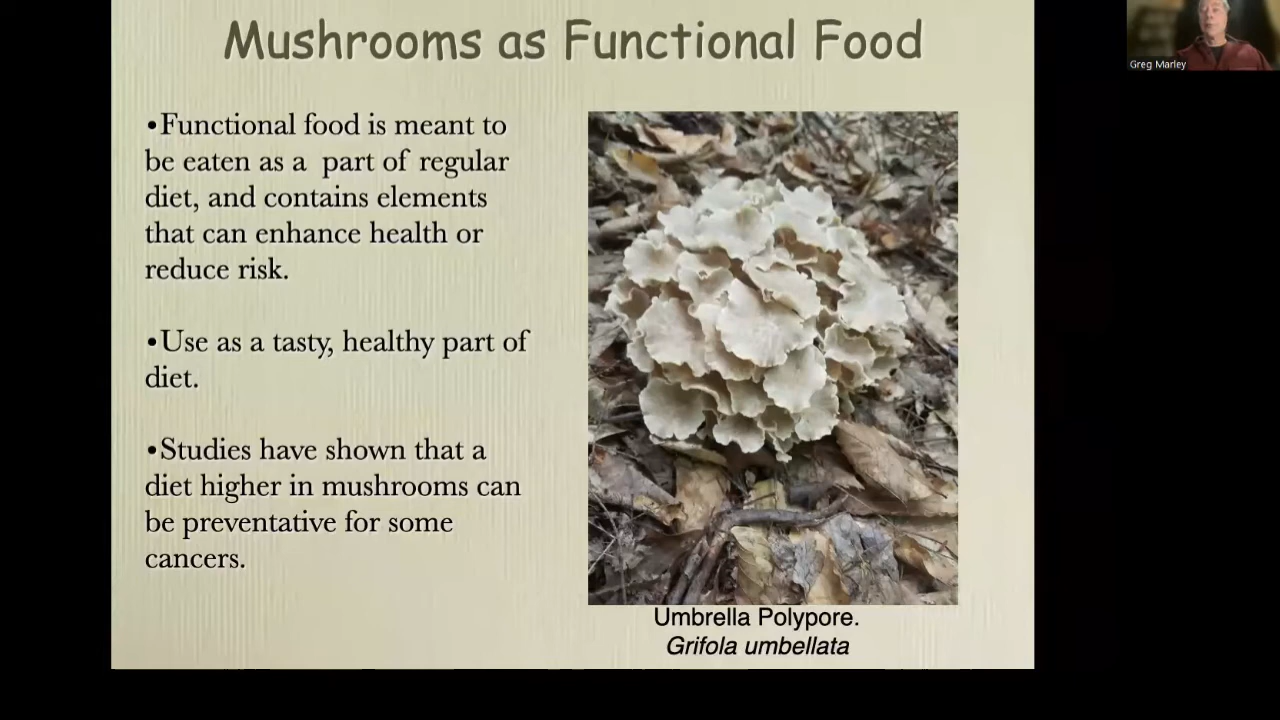 Mushrooms as Functional Food
Greg Marley
•Functional food is meant to
be eaten as a part of regular
diet, and contains elements
that can enhance health or
reduce risk.
•Use as a tasty, healthy part of
diet.
•Studies have shown that a
diet higher in mushrooms can
be preventative for some
cancers.
Umbrella Polypore.
Grifola umbellata